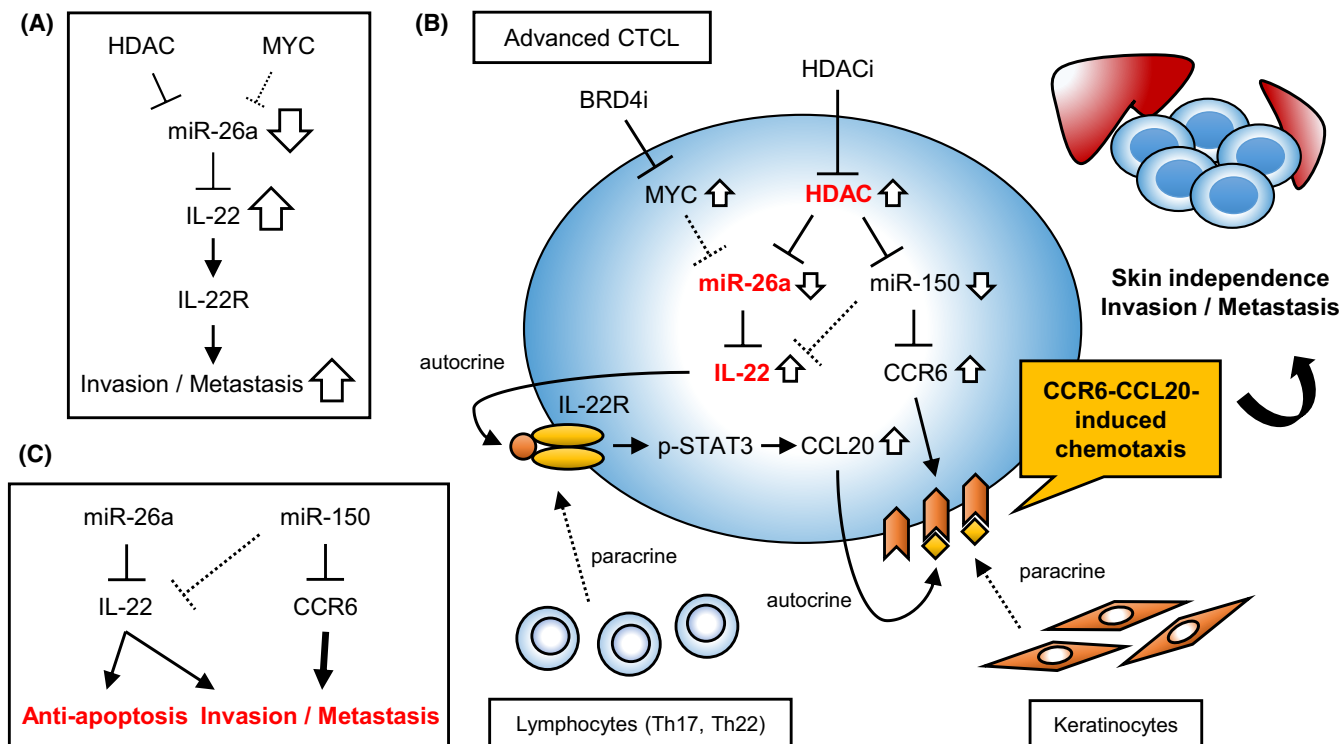 (A)
HDAC
MYC
miR-26a
IL-22
IL-22R
Invasion / Metastasis
(B)
Advanced CTCL
HDACi
BRD4i
MYC
HDAC
miR-26a
miR-150
IL-22
CCR6
autocrine
IL-22R
p-STAT3
CCL20
Skin independence
Invasion / Metastasis
CCR6-CCL20-
induced
chemotaxis
paracrine
autocrine
paracrine
Lymphocytes (Th17, Th22)
Keratinocytes
(C)
miR-26a
miR-150
IL-22
CCR6
Anti-apoptosis
Invasion / Metastasis